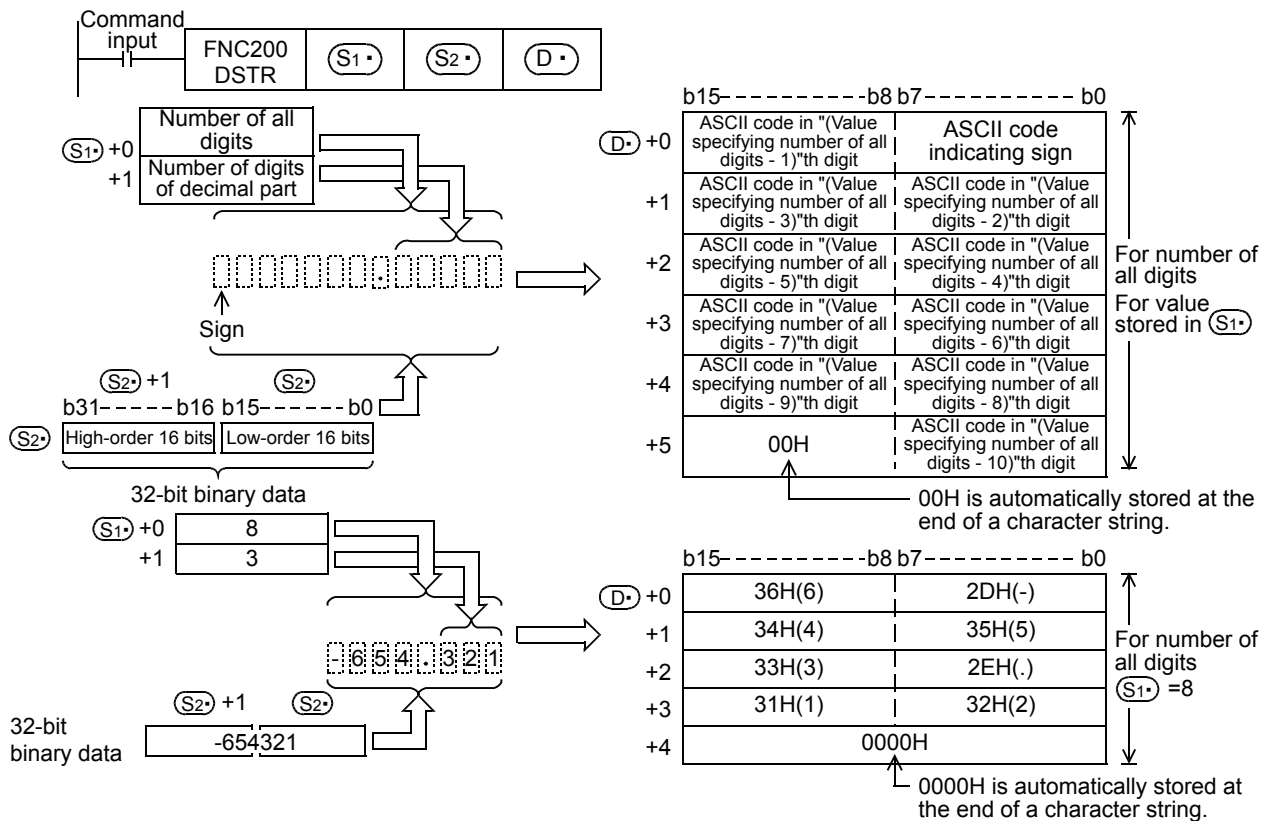 Command
input
FNC200
DSTR
S1・
S2・
D・
Number of all
digits
S1・ +0
Number of digits
of decimal part
+1
.
Sign
S2・ +1
S2・
b31------b16 b15-------b0
S2・
High-order 16 bits
Low-order 16 bits
32-bit binary data
b15------------b8 b7------------- b0
D・ +0
ASCII code in "(Value
specifying number of all
digits - 1)"th digit
ASCII code
indicating sign
+1
ASCII code in "(Value
specifying number of all
digits - 3)"th digit
ASCII code in "(Value
specifying number of all
digits - 2)"th digit
+2
ASCII code in "(Value
specifying number of all
digits - 5)"th digit
ASCII code in "(Value
specifying number of all
digits - 4)"th digit
+3
ASCII code in "(Value
specifying number of all
digits - 7)"th digit
ASCII code in "(Value
specifying number of all
digits - 6)"th digit
+4
ASCII code in "(Value
specifying number of all
digits - 9)"th digit
ASCII code in "(Value
specifying number of all
digits - 8)"th digit
+5
00H
ASCII code in "(Value
specifying number of all
digits - 10)"th digit
For number of
all digits
For value
stored in S1・
00H is automatically stored at the
end of a character string.
S1・ +0
8
+1
3
- 6 5 4 . 3 2 1
S2・ +1
S2・
32-bit
binary data
-654321
b15------------b8 b7------------- b0
D・ +0
36H(6)
2DH(-)
+1
34H(4)
35H(5)
+2
33H(3)
2EH(.)
+3
31H(1)
32H(2)
+4
0000H
For number of
all digits
S1・ =8
0000H is automatically stored at
the end of a character string.